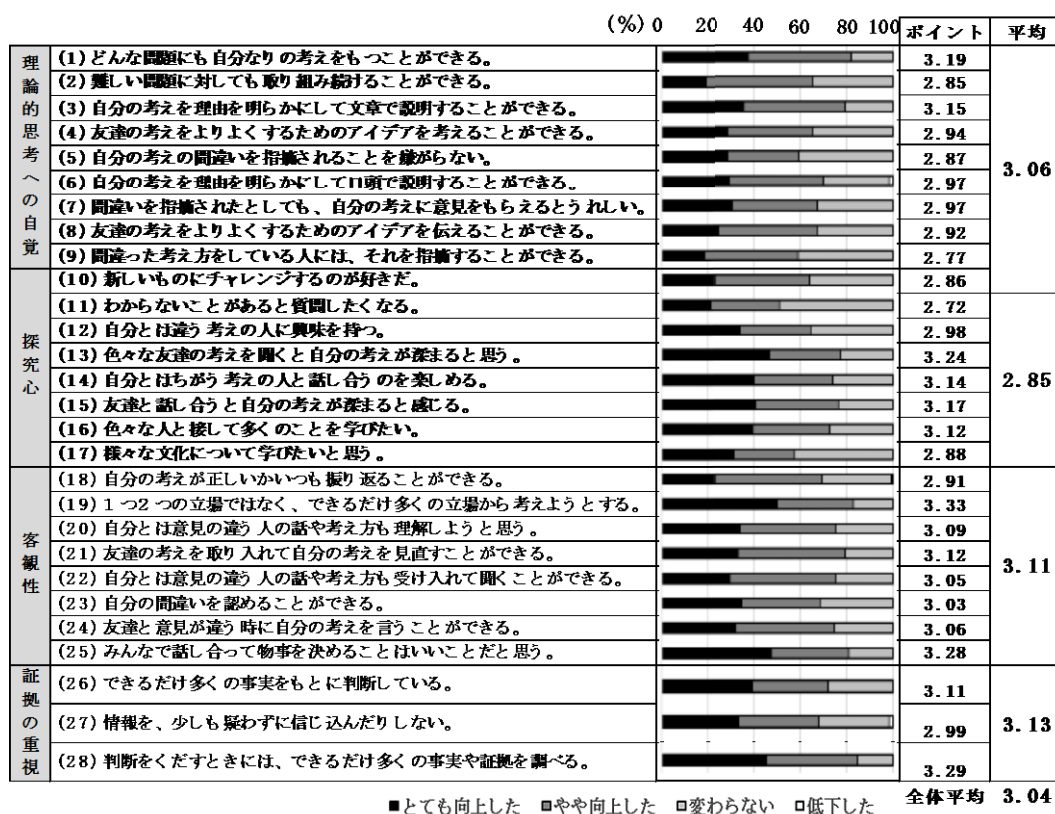 (%) 0 20 40 60 80 100 ポイント 平均
理論的思考への自覚
(1)どんな問題にも自分なりの考えをもつことができる。 3.19
(2)難しい問題に対しても取り組み続けることができる。 2.85
(3)自分の考えを理由を明らかにして文章で説明することができる。 3.15
(4)友達の考えをよりよくするためのアイデアを考えることができる。 2.94
(5)自分の考えの間違いを指摘されることを嫌がらない。 2.87
(6)自分の考えを理由を明らかにして口頭で説明することができる。 2.97
(7)間違いを指摘されたとしても、自分の考えに意見をもらえるとうれしい。 2.97
(8)友達の考えをよりよくするためのアイデアを伝えることができる。 2.92
(9)間違った考え方をしている人には、それを指摘することができる。 2.77
3.06
探究心
(10)新しいものにチャレンジするのが好きだ。 2.86
(11)わからないことがあると質問したくなる。 2.72
(12)自分とは違う考えの人に興味を持つ。 2.98
(13)色々な友達の考えを聞くと自分の考えが深まると思う。 3.24
(14)自分とはちがう考えの人と話し合うのを楽しめる。 3.14
(15)友達と話し合うと自分の考えが深まると感じる。 3.17
(16)色々な人と接して多くのことを学びたい。 3.12
(17)様々な文化について学びたいと思う。 2.88
2.85
客観性
(18)自分の考えが正しいかいつも振り返ることができる。 2.91
(19)1つ2つの立場ではなく、できるだけ多くの立場から考えようとする。 3.33
(20)自分とは意見の違う人の話や考え方も理解しようと思う。 3.09
(21)友達の考えを取り入れて自分の考えを見直すことができる。 3.12
(22)自分とは意見の違う人の話や考え方も受け入れて聞くことができる。 3.05
(23)自分の間違いを認めることができる。 3.03
(24)友達と意見が違う時に自分の考えを言うことができる。 3.06
(25)みんなで話し合って物事を決めることはいいことだと思う。 3.28
3.11
証拠の重視
(26)できるだけ多くの事実をもとに判断している。 3.11
(27)情報を、少しも疑わずに信じ込んだりしない。 2.99
(28)判断をくだすときには、できるだけ多くの事実や証拠を調べる。 3.29
3.13
■とても向上した ■やや向上した □変わらない □低下した 全体平均 3.04